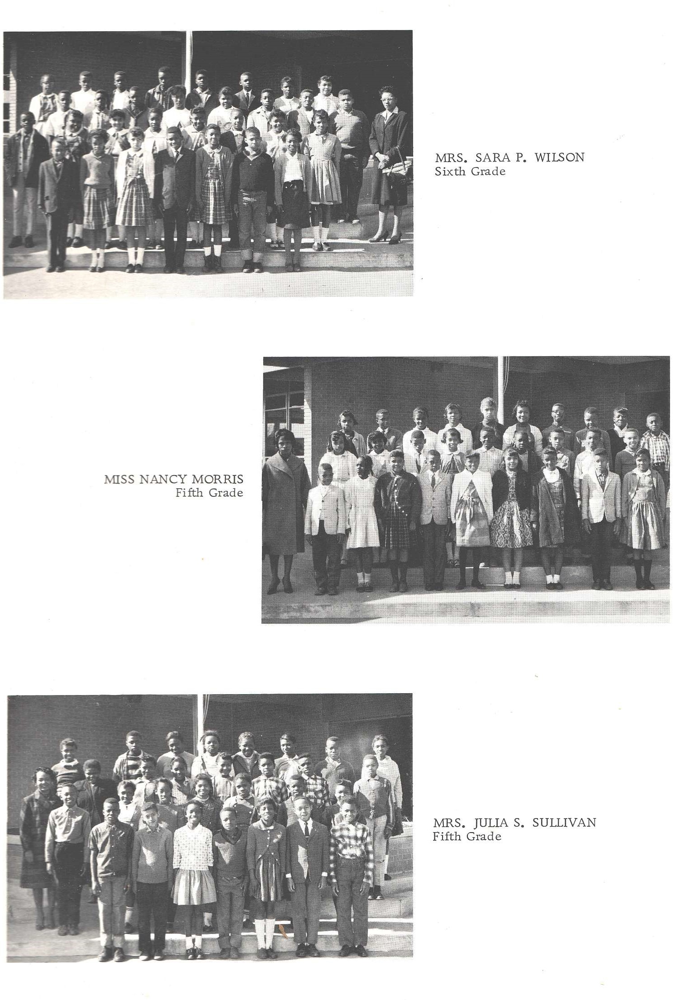 MRS. SARA P. WILSON
Sixth Grade
MISS NANCY MORRIS
Fifth Grade
MRS. JULIA S. SULLIVAN
Fifth Grade